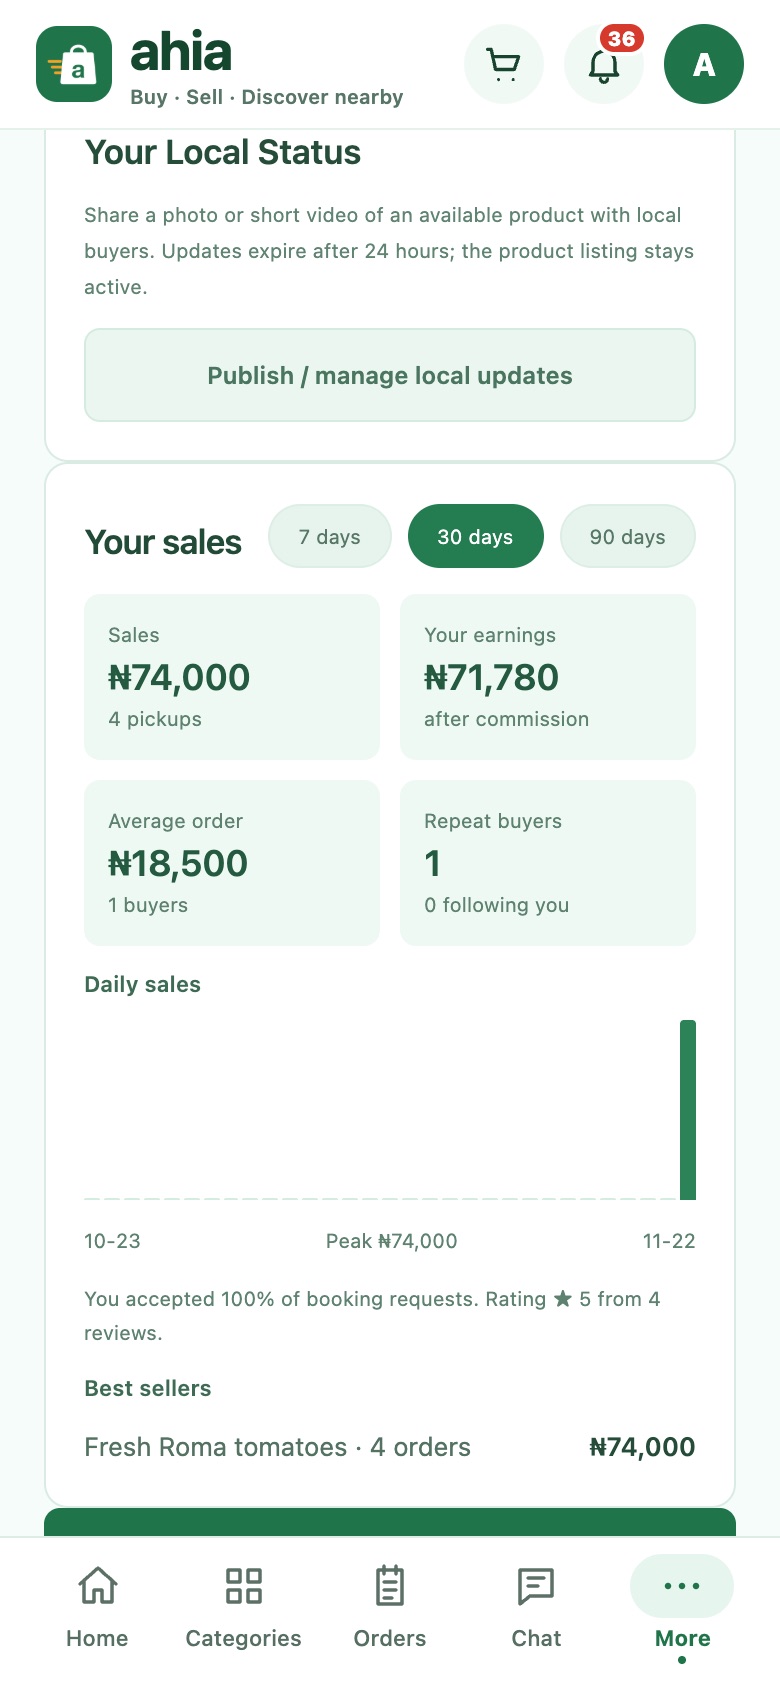 a
ahia
Buy · Sell · Discover nearby
36
A
Your Local Status
Share a photo or short video of an available product with local
buyers. Updates expire after 24 hours; the product listing stays
active.
Publish / manage local updates
Your sales
7 days
30 days
90 days
Sales
₦74,000
4 pickups
Your earnings
₦71,780
after commission
Average order
₦18,500
1 buyers
Repeat buyers
1
0 following you
Daily sales
10-23
Peak ₦74,000
11-22
You accepted 100% of booking requests. Rating ★ 5 from 4
reviews.
Best sellers
Fresh Roma tomatoes · 4 orders
₦74,000
Home
Categories
Orders
Chat
More